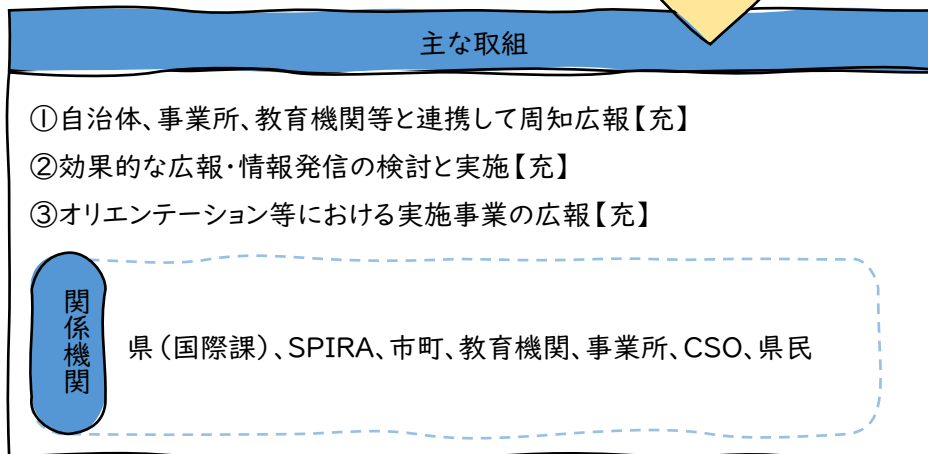 主な取組
①自治体、事業所、教育機関等と連携して周知広報【充】
②効果的な広報・情報発信の検討と実施【充】
③オリエンテーション等における実施事業の広報【充】
関係機関
県（国際課）、SPIRA、市町、教育機関、事業所、CSO、県民